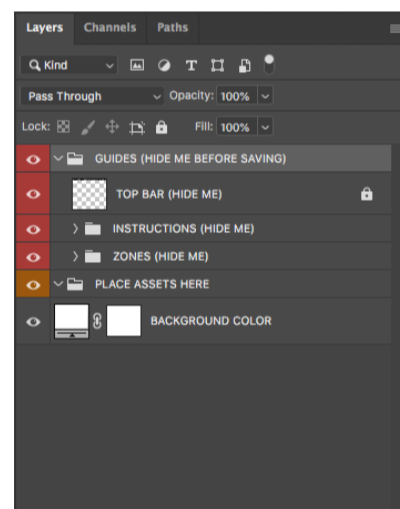 Layers Channels Paths
Kind T
Pass Through Opacity: 100%
Lock: Fill: 100%
GUIDES (HIDE ME BEFORE SAVING)
TOP BAR (HIDE ME)
INSTRUCTIONS (HIDE ME)
ZONES (HIDE ME)
PLACE ASSETS HERE
BACKGROUND COLOR